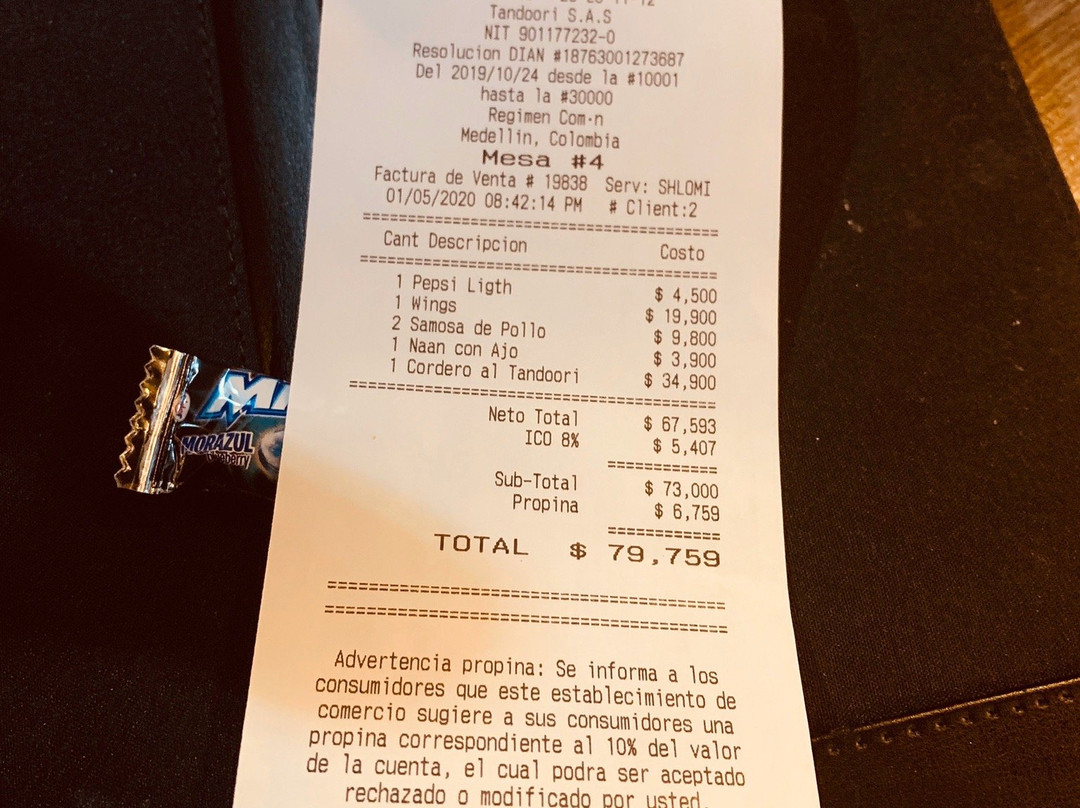 Tandoori S.A.S
NIT 901177232-0
Resolucion DIAN #18763001273687
Del 2019/10/24 desde la #10001
hasta la #30000
Regimen Com·n
Medellin, Colombia
Mesa #4
Factura de Venta # 19838 Serv: SHLOMI
01/05/2020 08:42:14 PM # Client:2
Cant Descripcion Costo
1 Pepsi Ligth $ 4,500
1 Wings $ 19,900
2 Samosa de Pollo $ 9,800
1 Naan con Ajo $ 3,900
1 Cordero al Tandoori $ 34,900
Neto Total $ 67,593
ICO 8% $ 5,407
Sub-Total $ 73,000
Propina $ 6,759
TOTAL $ 79,759
Advertencia propina: Se informa a los
consumidores que este establecimiento de
comercio sugiere a sus consumidores una
propina correspondiente al 10% del valor
de la cuenta, el cual podra ser aceptado
rechazado o modificado por usted.
MORAZUL